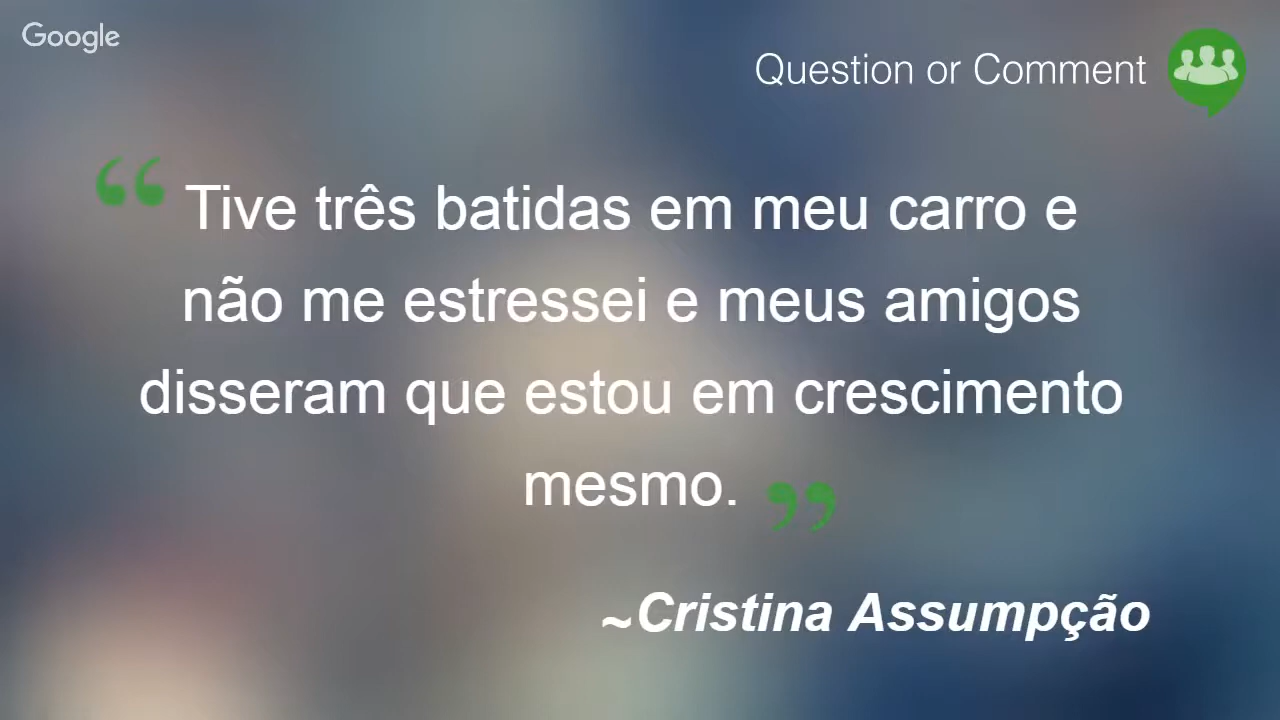 Google
Question or Comment
“ Tive três batidas em meu carro e
não me estressei e meus amigos
disseram que estou em crescimento
mesmo. ”
~Cristina Assumpção